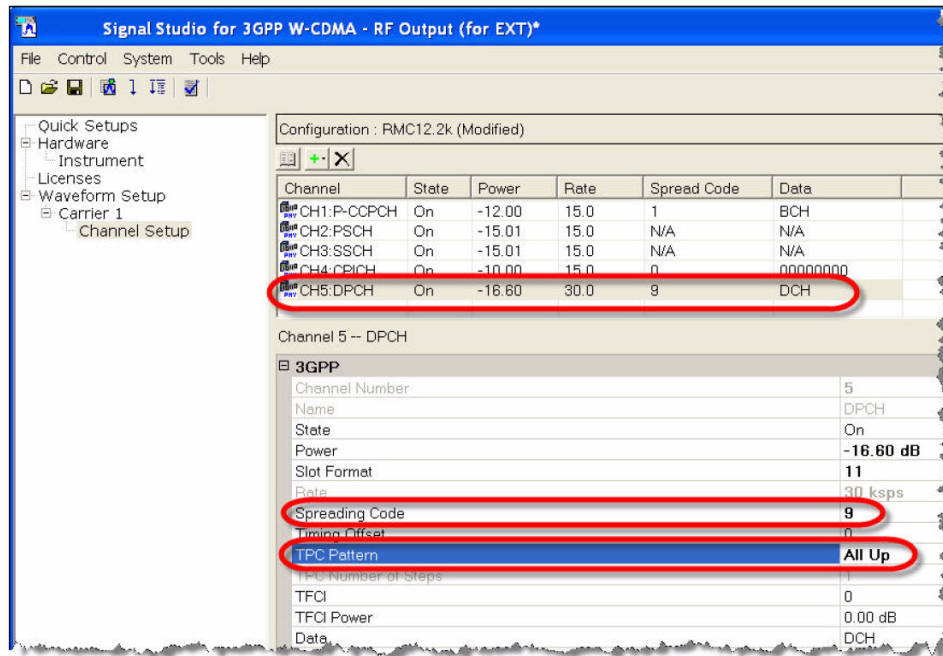 Signal Studio for 3GPP W-CDMA - RF Output (for EXT)*
File Control System Tools Help
Quick Setups
Hardware
Instrument
Licenses
Waveform Setup
Carrier 1
Channel Setup
Configuration : RMC12.2k (Modified)
Channel State Power Rate Spread Code Data
CH1:P-CCPCH On -12.00 15.0 1 BCH
CH2:PSCH On -15.01 15.0 N/A N/A
CH3:SSCH On -15.01 15.0 N/A N/A
CH4:CPICH On -10.00 15.0 0 00000000
CH5:DPCH On -16.60 30.0 9 DCH
Channel 5 -- DPCH
3GPP
Channel Number 5
Name DPCH
State On
Power -16.60 dB
Slot Format 11
Rate 30 ksps
Spreading Code 9
Timing Offset 0
TPC Pattern All Up
TPC Number of Steps 1
TFCI 0
TFCI Power 0.00 dB
Data DCH